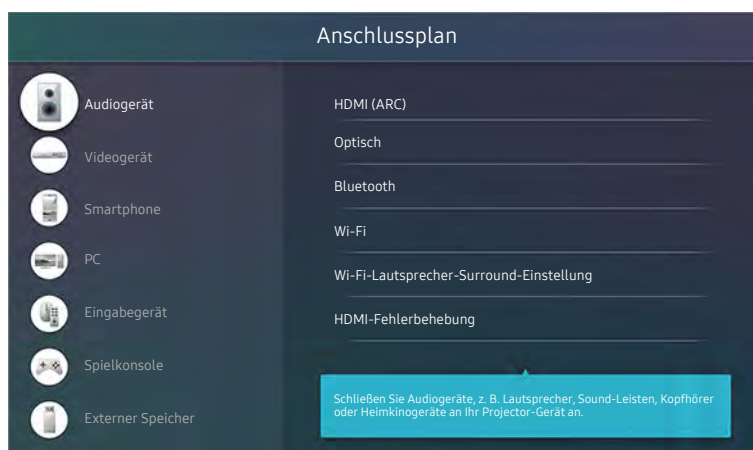 Anschlussplan
Audiogerät
Videogerät
Smartphone
PC
Eingabegerät
Spielkonsole
Externer Speicher
HDMI (ARC)
Optisch
Bluetooth
Wi-Fi
Wi-Fi-Lautsprecher-Surround-Einstellung
HDMI-Fehlerbehebung
Schließen Sie Audiogeräte, z. B. Lautsprecher, Sound-Leisten, Kopfhörer
oder Heimkinogeräte an Ihr Projector-Gerät an.